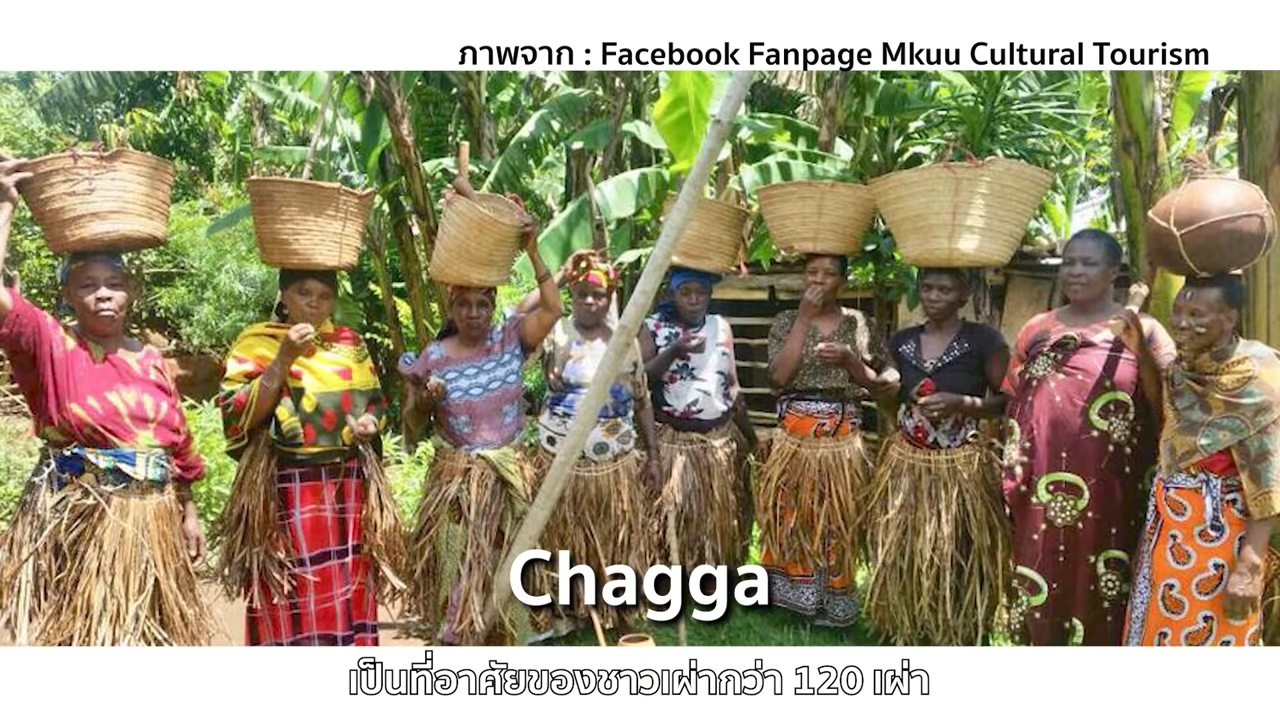 ภาพจาก : Facebook Fanpage Mkuu Cultural Tourism
Chagga
เป็นที่อาศัยของชาวเผ่ากว่า 120 เผ่า